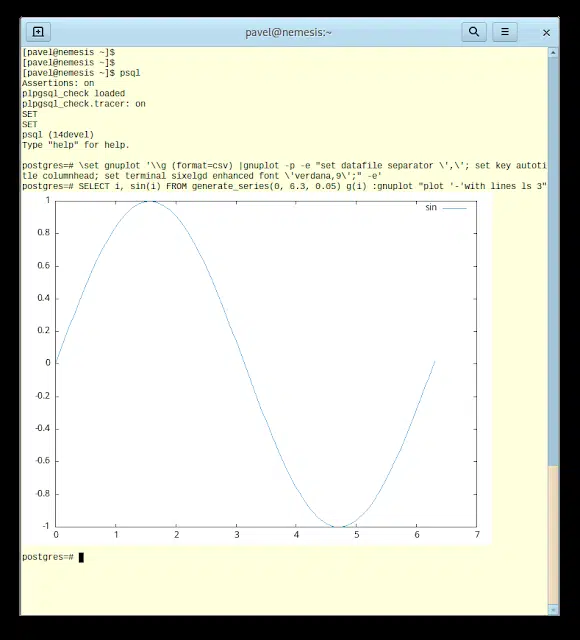 pavel@nemesis:~
[pavel@nemesis ~]$
[pavel@nemesis ~]$
[pavel@nemesis ~]$ psql
Assertions: on
plpgsql_check loaded
plpgsql_check.tracer: on
SET
SET
psql (14devel)
Type "help" for help.
postgres=# \set gnuplot '\\g (format=csv) |gnuplot -p -e "set datafile separator \',\'; set key autoti
tle columnhead; set terminal sixelgd enhanced font \'verdana,9\';" -e'
postgres=# SELECT i, sin(i) FROM generate_series(0, 6.3, 0.05) g(i) :gnuplot "plot '-'with lines ls 3"
1
sin
0.8
0.6
0.4
0.2
0
-0.2
-0.4
-0.6
-0.8
-1
0 1 2 3 4 5 6 7
postgres=#